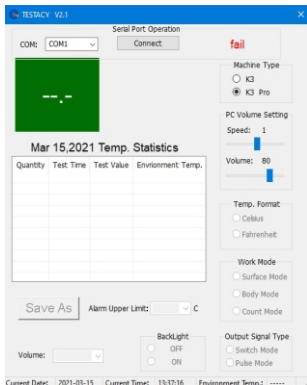 TESTACY V2.1
Serial Port Operation
COM: COM1 Connect fail
Machine Type
K3
K3 Pro
--.-
PC Volume Setting
Speed: 1
Volume: 80
Mar 15,2021 Temp. Statistics
Quantity Test Time Test Value Envrionment Temp.
Temp. Format
Celsius
Fahrenheit
Work Mode
Surface Mode
Body Mode
Count Mode
Save As Alarm Upper Limit: C
BackLight
OFF
ON
Volume:
Output Signal Type
Switch Mode
Pulse Mode
Current Date: 2021-03-15 Current Time: 13:37:16 Environment Temp.: -----